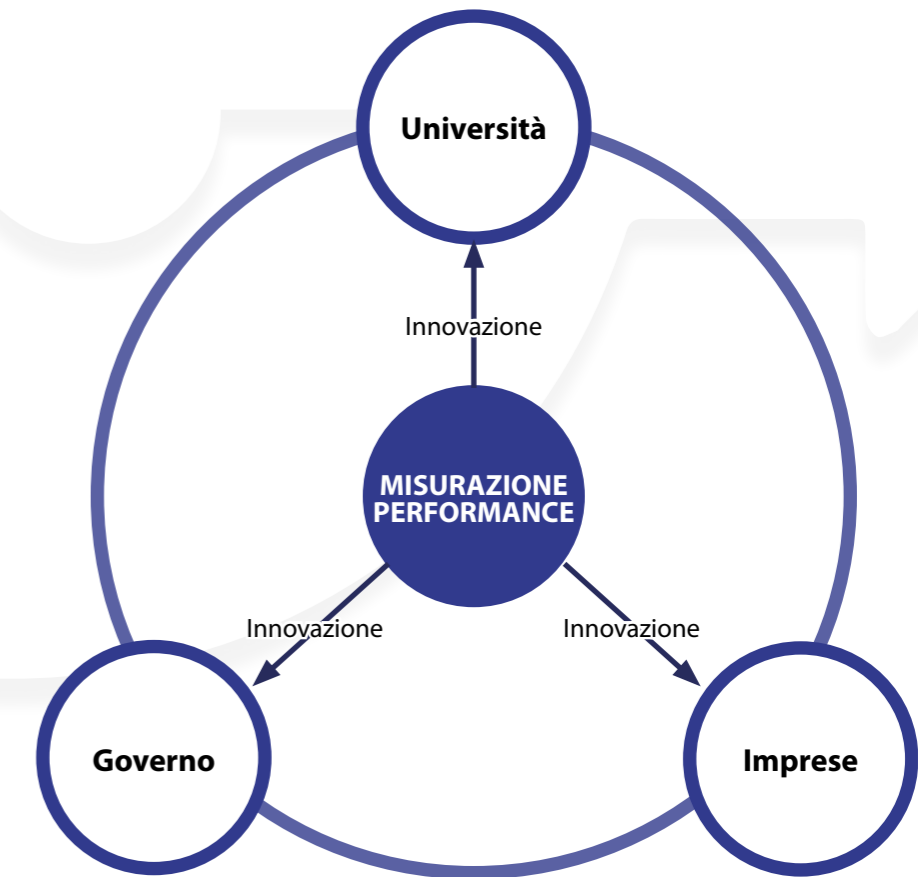 Università
Innovazione
MISURAZIONE
PERFORMANCE
Innovazione
Innovazione
Governo
Imprese